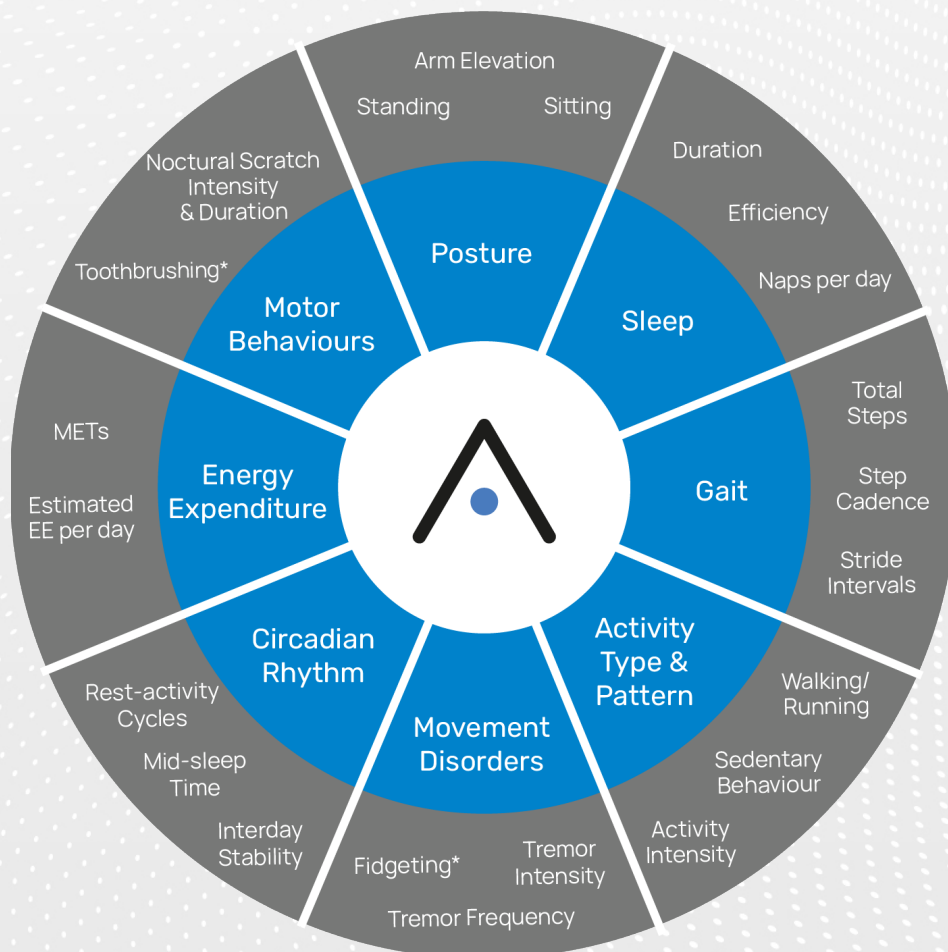 Arm Elevation
Standing
Sitting
Posture
Duration
Efficiency
Naps per day
Sleep
Total
Steps
Step
Cadence
Stride
Intervals
Gait
Walking/
Running
Sedentary
Behaviour
Activity
Intensity
Activity
Type &
Pattern
Movement
Disorders
Fidgeting*
Tremor
Intensity
Tremor Frequency
Circadian
Rhythm
Rest-activity
Cycles
Mid-sleep
Time
Interday
Stability
Energy
Expenditure
METs
Estimated
EE per day
Motor
Behaviours
Noctural Scratch
Intensity
& Duration
Toothbrushing*